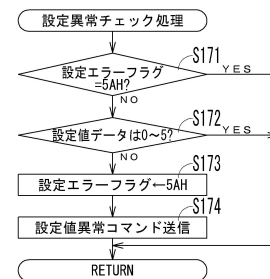 設定異常チェック処理
S171
設定エラーフラグ
=5AH?
YES
NO
S172
設定値データは0~5?
YES
NO
S173
設定エラーフラグ←5AH
S174
設定値異常コマンド送信
RETURN